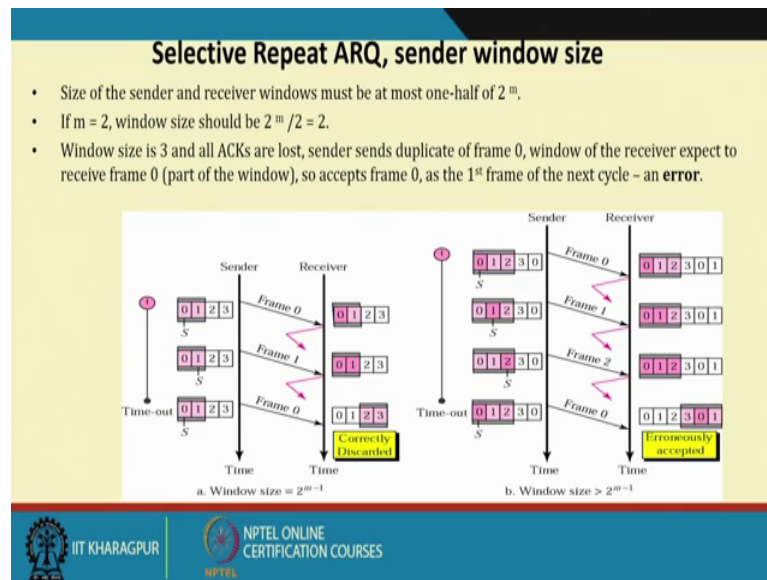 Selective Repeat ARQ, sender window size
• Size of the sender and receiver windows must be at most one-half of 2 m.
• If m = 2, window size should be 2 m /2 = 2.
• Window size is 3 and all ACKs are lost, sender sends duplicate of frame 0, window of the receiver expect to
receive frame 0 (part of the window), so accepts frame 0, as the 1st frame of the next cycle – an error.
Sender Receiver
0 1 2 3 Frame 0 0 1 2 3
S
0 1 2 3 Frame 1 0 1 2 3
S
Time-out 0 1 2 3 Frame 0 0 1 2 3
S
Correctly
Discarded
Time Time
a. Window size = 2m−1
Sender Receiver
0 1 2 3 0 Frame 0 0 1 2 3 0 1
S
0 1 2 3 0 Frame 1 0 1 2 3 0 1
S
0 1 2 3 0 Frame 2 0 1 2 3 0 1
S
Time-out 0 1 2 3 0 Frame 0 0 1 2 3 0 1
S
Erroneously
accepted
Time Time
b. Window size > 2m−1
IIT KHARAGPUR
NPTEL
NPTEL ONLINE
CERTIFICATION COURSES